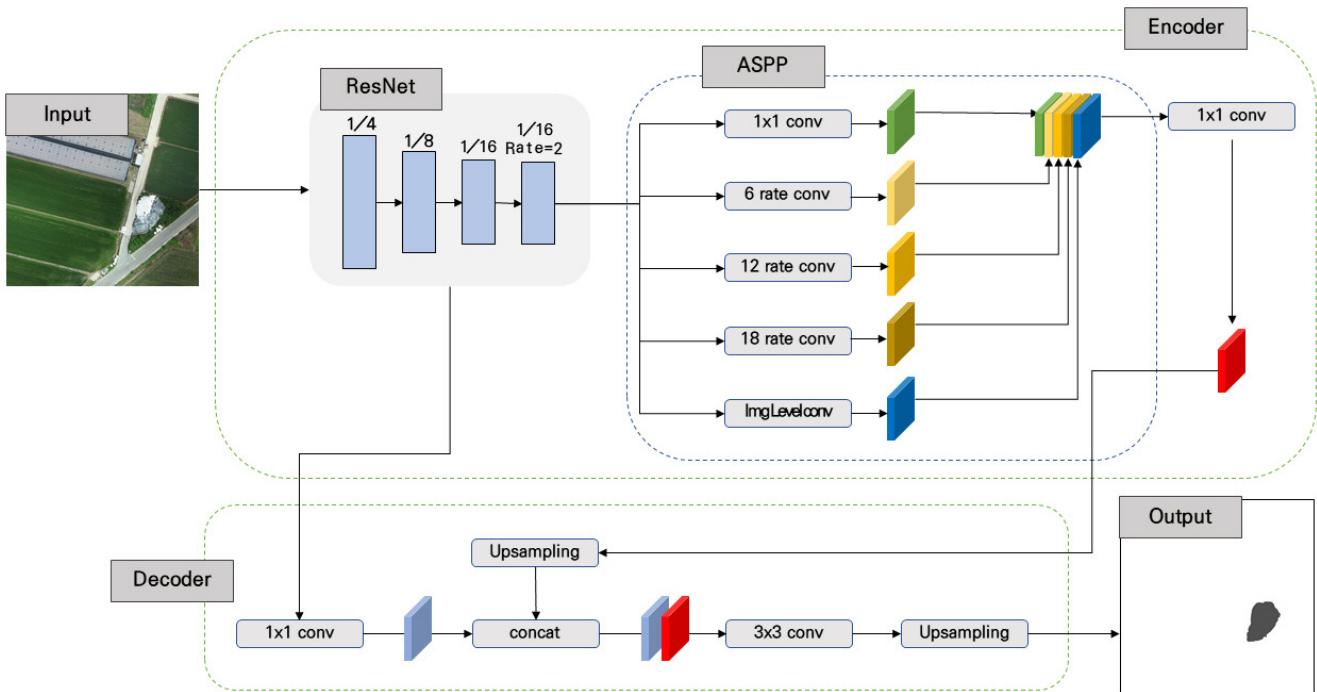 Encoder
ASPP
ResNet
Input
1/4
1/8
1/16
1/16
Rate=2
1x1 conv
1x1 conv
6 rate conv
12 rate conv
18 rate conv
ImgLevelconv
Output
Upsampling
Decoder
1x1 conv
concat
3x3 conv
Upsampling